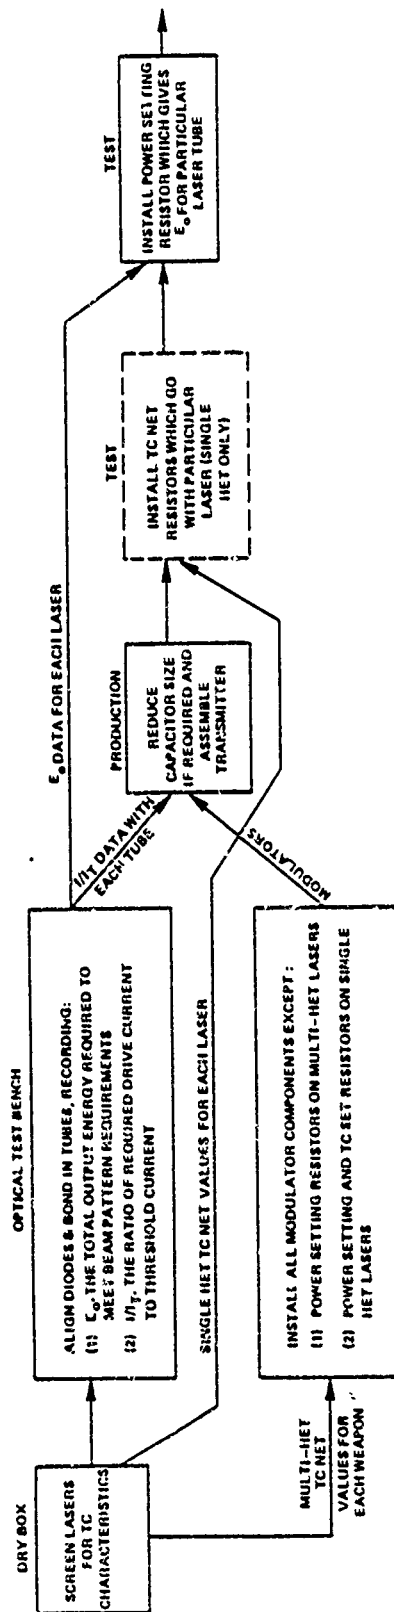 DRY BOX
SCREEN LASERS
FOR TC
CHARACTERISTICS
OPTICAL TEST BENCH
ALIGN DIODES & BOND IN TUBES, RECORDING:
(1) Eo, THE TOTAL OUTPUT ENERGY REQUIRED TO
MEET BEAM PATTERN REQUIREMENTS
(2) I/IT, THE RATIO OF REQUIRED DRIVE CURRENT
TO THRESHOLD CURRENT
SINGLE HET TC NET VALUES FOR EACH LASER
MULTI-HET
TC NET
VALUES FOR
EACH WEAPON
INSTALL ALL MODULATOR COMPONENTS EXCEPT:
(1) POWER SETTING RESISTORS ON MULTI-HET LASERS
(2) POWER SETTING AND TC SET RESISTORS ON SINGLE
HET LASERS
Eo DATA FOR EACH LASER
I/IT DATA WITH
EACH TUBE
MODULATORS
PRODUCTION
REDUCE
CAPACITOR SIZE
IF REQUIRED AND
ASSEMBLE
TRANSMITTER
TEST
INSTALL TC NET
RESISTORS WHICH GO
WITH PARTICULAR
LASER (SINGLE
HET ONLY)
TEST
INSTALL POWER SETTING
RESISTOR WHICH GIVES
Eo FOR PARTICULAR
LASER TUBE